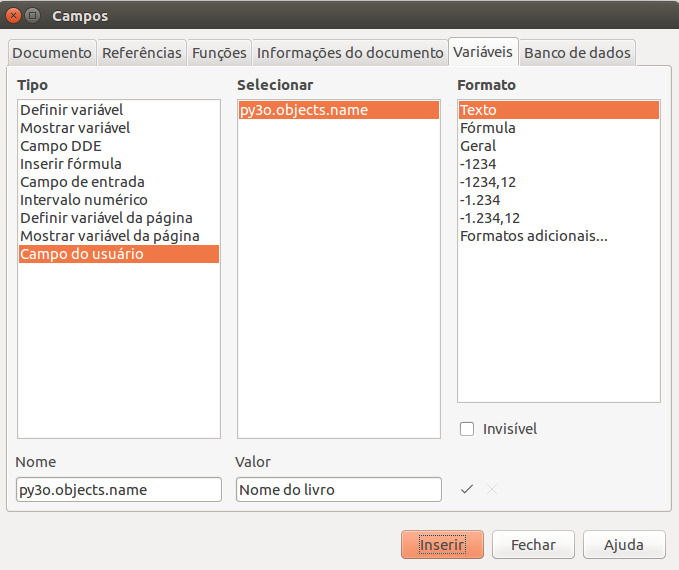 Campos
Documento Referências Funções Informações do documento Variáveis Banco de dados
Tipo
Definir variável
Mostrar variável
Campo DDE
Inserir fórmula
Campo de entrada
Intervalo numérico
Definir variável da página
Mostrar variável da página
Campo do usuário
Selecionar
py3o.objects.name
Formato
Texto
Fórmula
Geral
-1234
-1234,12
-1.234
-1.234,12
Formatos adicionais...
Invisível
Nome
py3o.objects.name
Valor
Nome do livro
Inserir Fechar Ajuda